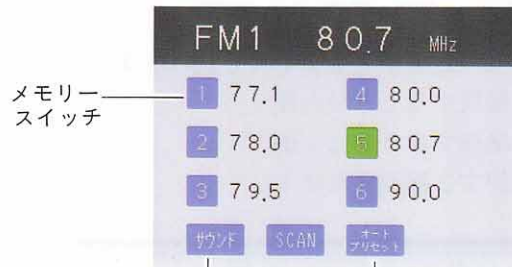 FM1 80.7 MHz
メモリー
スイッチ
1 77.1 4 80.0
2 78.0 5 80.7
3 79.5 6 90.0
サウンド SCAN オート
プリセット